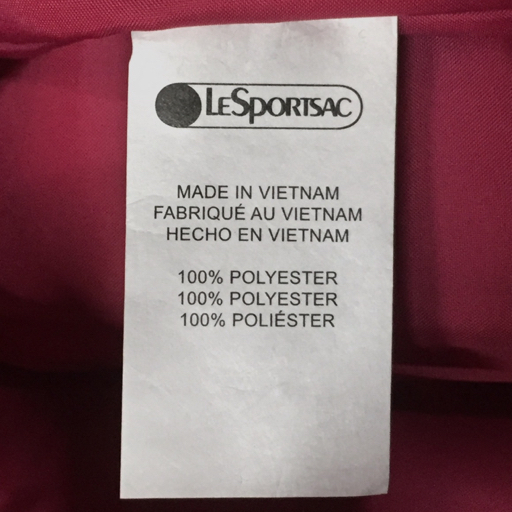 LeSportsac
MADE IN VIETNAM
FABRIQUÉ AU VIETNAM
HECHO EN VIETNAM
100% POLYESTER
100% POLYESTER
100% POLIÉSTER